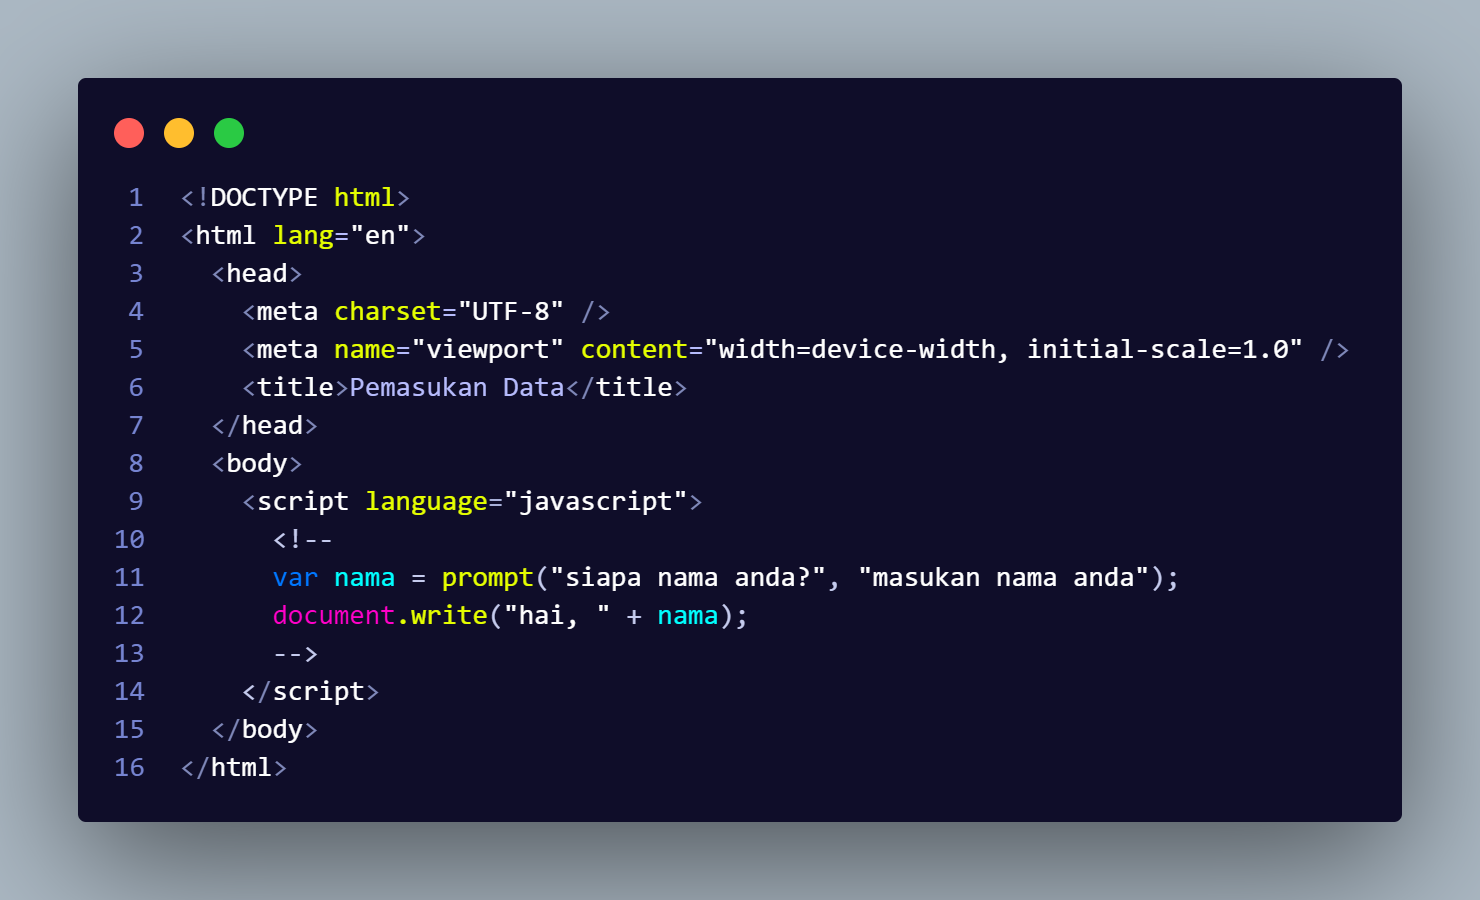 1 <!DOCTYPE html>
2 <html lang="en">
3   <head>
4     <meta charset="UTF-8" />
5     <meta name="viewport" content="width=device-width, initial-scale=1.0" />
6     <title>Pemasukan Data</title>
7   </head>
8   <body>
9     <script language="javascript">
10       <!--
11       var nama = prompt("siapa nama anda?", "masukan nama anda");
12       document.write("hai, " + nama);
13       -->
14     </script>
15   </body>
16 </html>